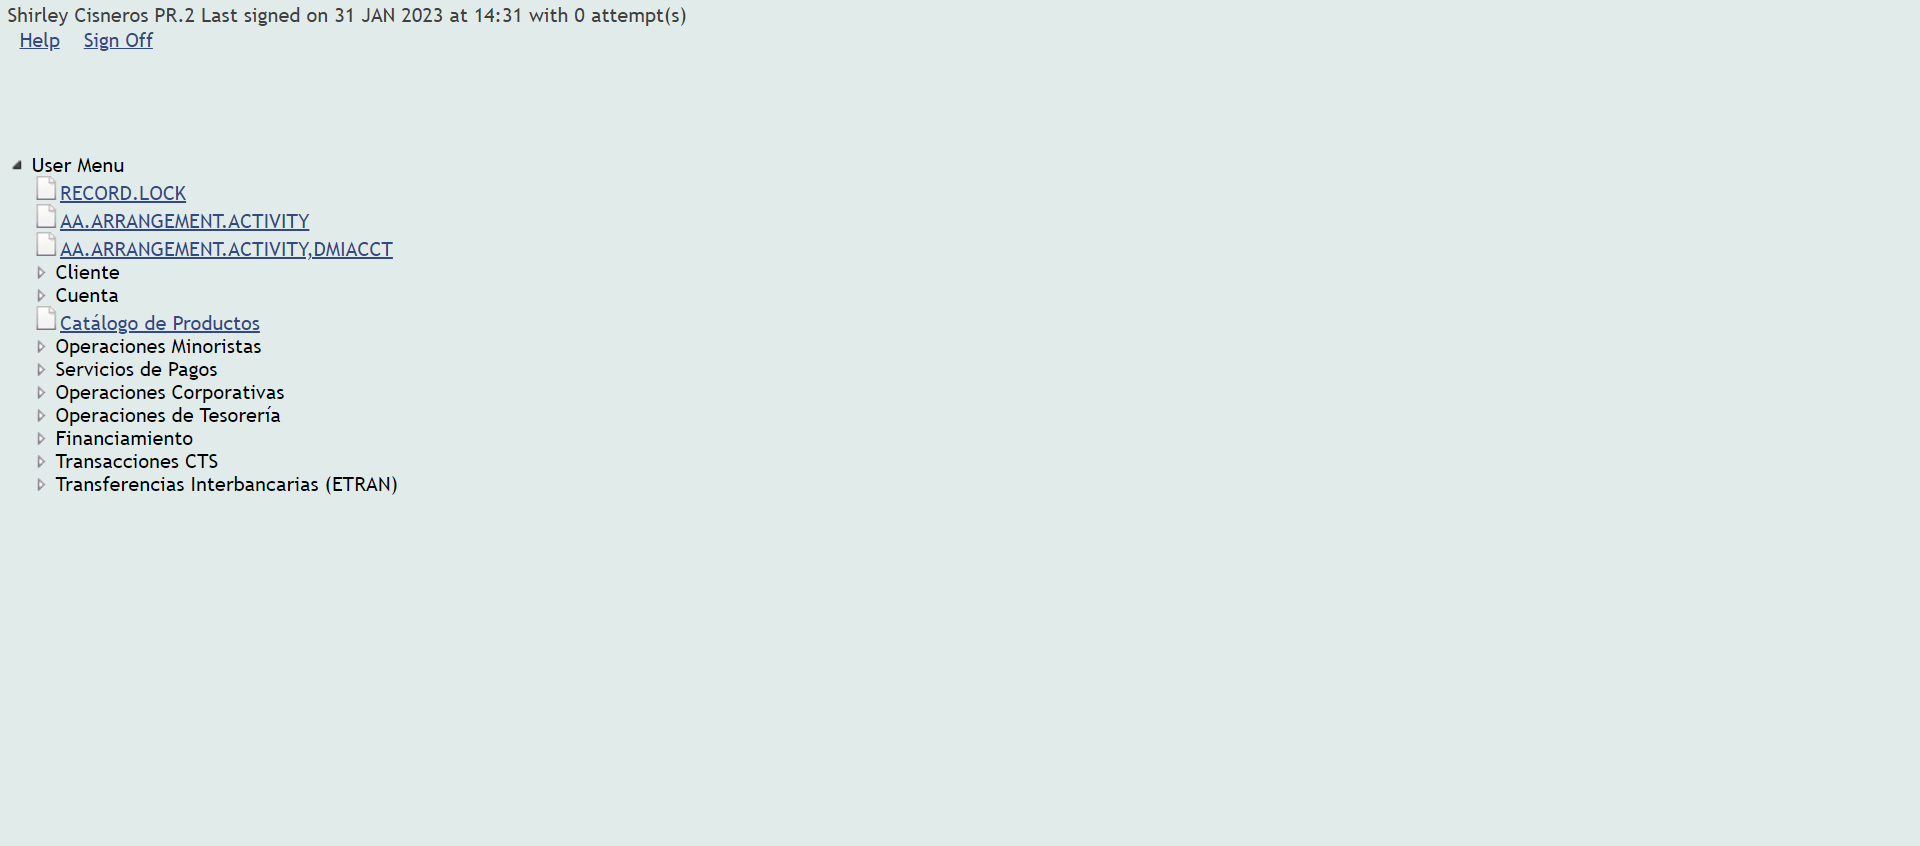 Shirley Cisneros PR.2 Last signed on 31 JAN 2023 at 14:31 with 0 attempt(s)
Help Sign Off
User Menu
RECORD.LOCK
AA.ARRANGEMENT.ACTIVITY
AA.ARRANGEMENT.ACTIVITY,DMIACCT
Cliente
Cuenta
Catálogo de Productos
Operaciones Minoristas
Servicios de Pagos
Operaciones Corporativas
Operaciones de Tesorería
Financiamiento
Transacciones CTS
Transferencias Interbancarias (ETRAN)